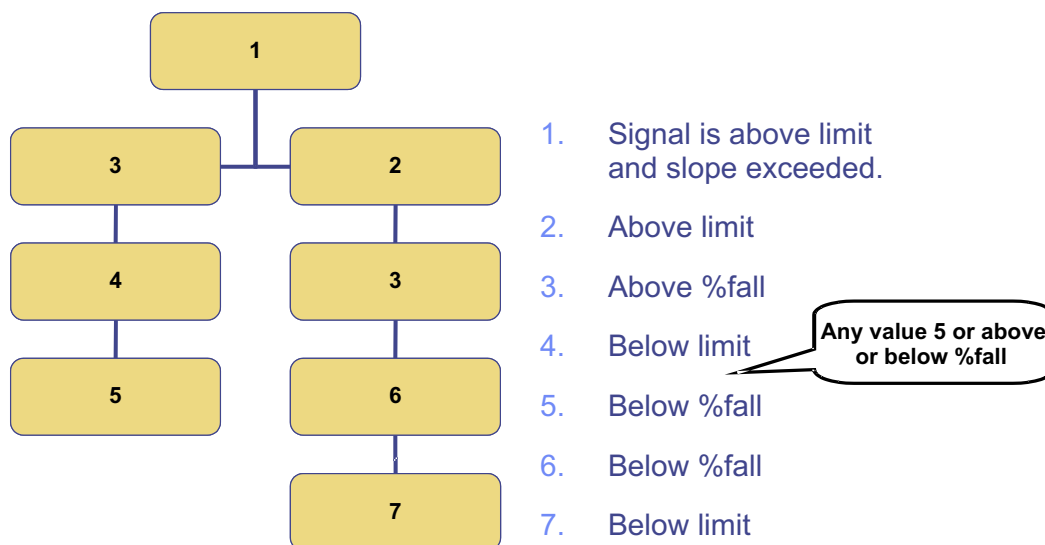 1
3
2
4
3
5
6
7
1. Signal is above limit
and slope exceeded.
2. Above limit
3. Above %fall
4. Below limit
5. Below %fall
6. Below %fall
7. Below limit
Any value 5 or above
or below %fall